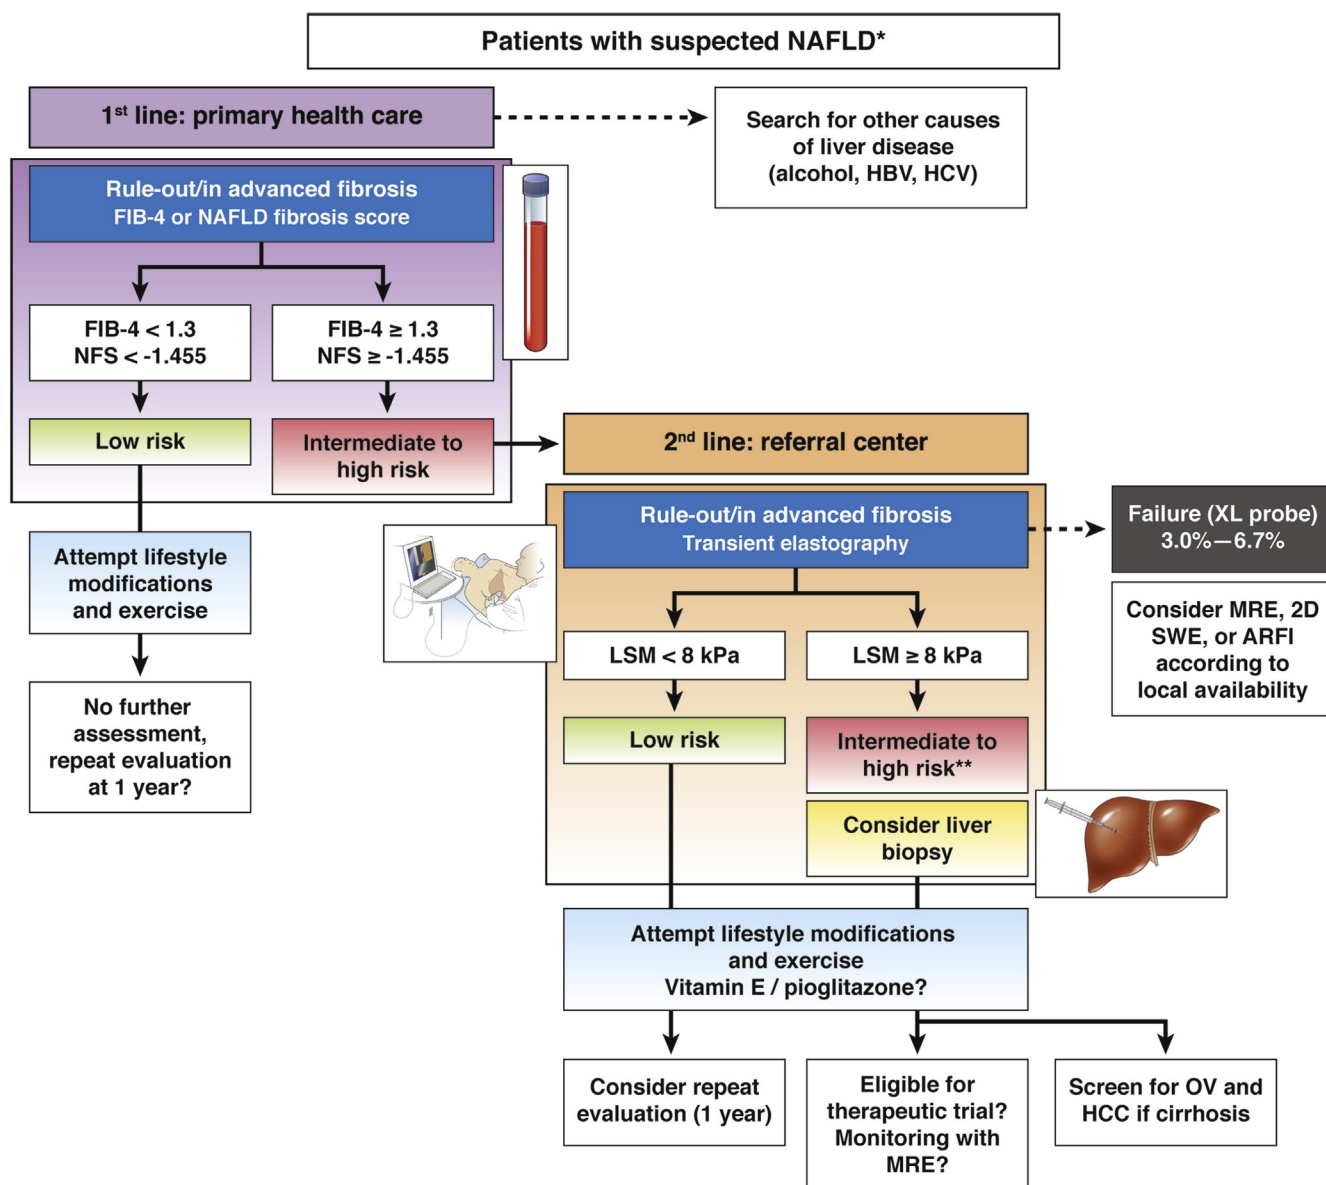 Patients with suspected NAFLD*
1st line: primary health care
Search for other causes
of liver disease
(alcohol, HBV, HCV)
Rule-out/in advanced fibrosis
FIB-4 or NAFLD fibrosis score
FIB-4 < 1.3
NFS < -1.455
FIB-4 ≥ 1.3
NFS ≥ -1.455
Low risk
Intermediate to
high risk
Attempt lifestyle
modifications
and exercise
No further
assessment,
repeat evaluation
at 1 year?
2nd line: referral center
Rule-out/in advanced fibrosis
Transient elastography
Failure (XL probe)
3.0%—6.7%
Consider MRE, 2D
SWE, or ARFI
according to
local availability
LSM < 8 kPa
LSM ≥ 8 kPa
Low risk
Intermediate to
high risk**
Consider liver
biopsy
Attempt lifestyle modifications
and exercise
Vitamin E / pioglitazone?
Consider repeat
evaluation (1 year)
Eligible for
therapeutic trial?
Monitoring with
MRE?
Screen for OV and
HCC if cirrhosis